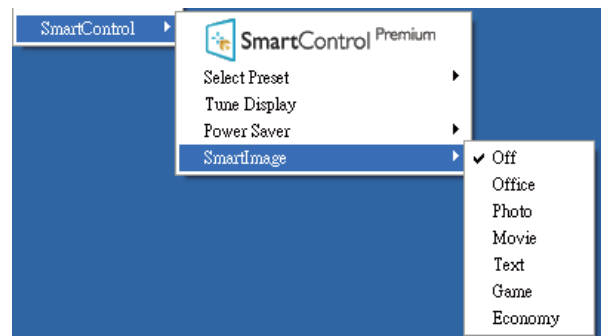 SmartControl
SmartControl Premium
Select Preset
Tune Display
Power Saver
SmartImage
Off
Office
Photo
Movie
Text
Game
Economy